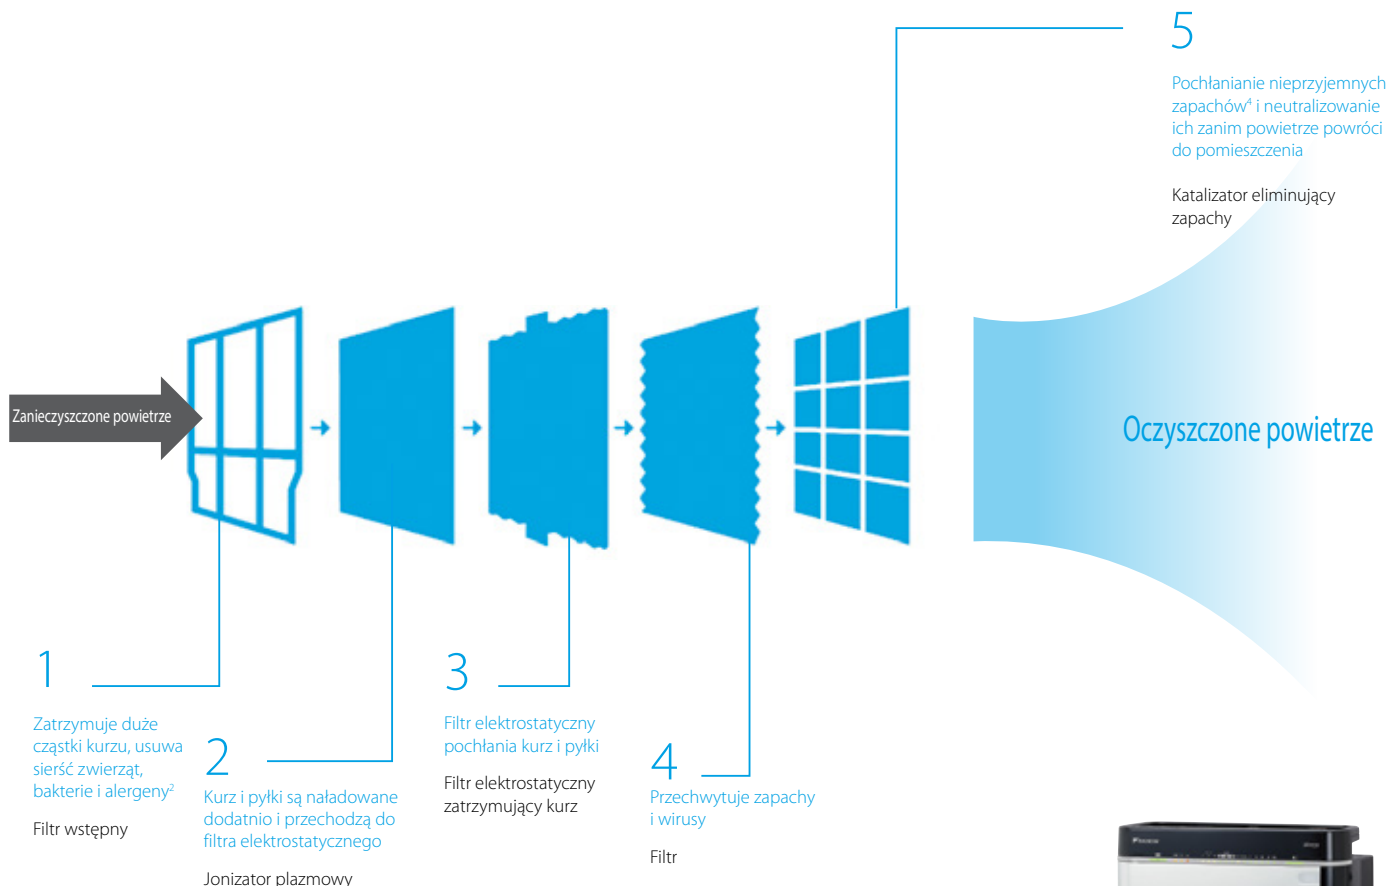 5
Pochłanianie nieprzyjemnych
zapachów⁴ i neutralizowanie
ich zanim powietrze powróci
do pomieszczenia
Katalizator eliminujący
zapachy
Zanieczyszczone powietrze
Oczyszczone powietrze
1
Zatrzymuje duże
cząstki kurzu, usuwa
sierść zwierząt,
bakterie i alergeny²
Filtr wstępny
2
Kurz i pyłki są naładowane
dodatnio i przechodzą do
filtra elektrostatycznego
Jonizator plazmowy
3
Filtr elektrostatyczny
pochłania kurz i pyłki
Filtr elektrostatyczny
zatrzymujący kurz
4
Przechwytuje zapachy
i wirusy
Filtr